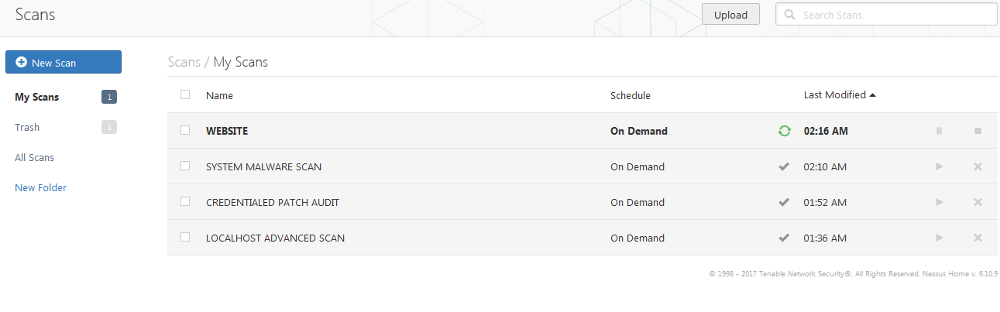 Scans
Upload
Search Scans
New Scan
My Scans 1
Trash 1
All Scans
New Folder
Scans / My Scans
Name Schedule Last Modified
WEBSITE On Demand 02:16 AM
SYSTEM MALWARE SCAN On Demand 02:10 AM
CREDENTIALED PATCH AUDIT On Demand 01:52 AM
LOCALHOST ADVANCED SCAN On Demand 01:36 AM
© 1998 - 2017 Tenable Network Security®. All Rights Reserved. Nessus Home v. 6.10.9